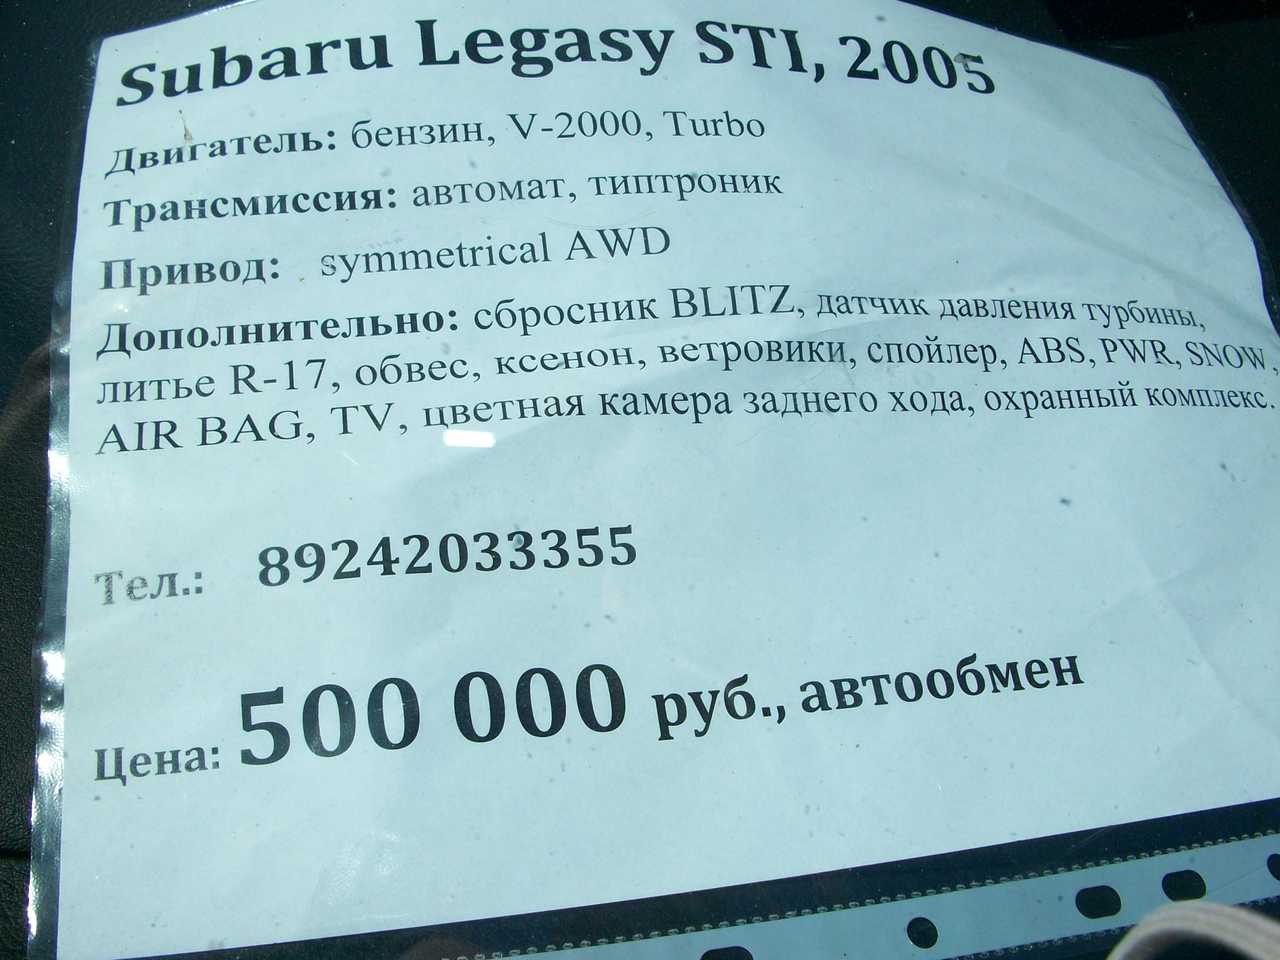 Subaru Legasy STI, 2005
Двигатель: бензин, V-2000, Turbo
Трансмиссия: автомат, типтроник
Привод: symmetrical AWD
Дополнительно: сбросник BLITZ, датчик давления турбины,
литье R-17, обвес, ксенон, ветровики, спойлер, ABS, PWR, SNOW,
AIR BAG, TV, цветная камера заднего хода, охранный комплекс.
Тел.: 89242033355
Цена: 500 000 руб., автообмен